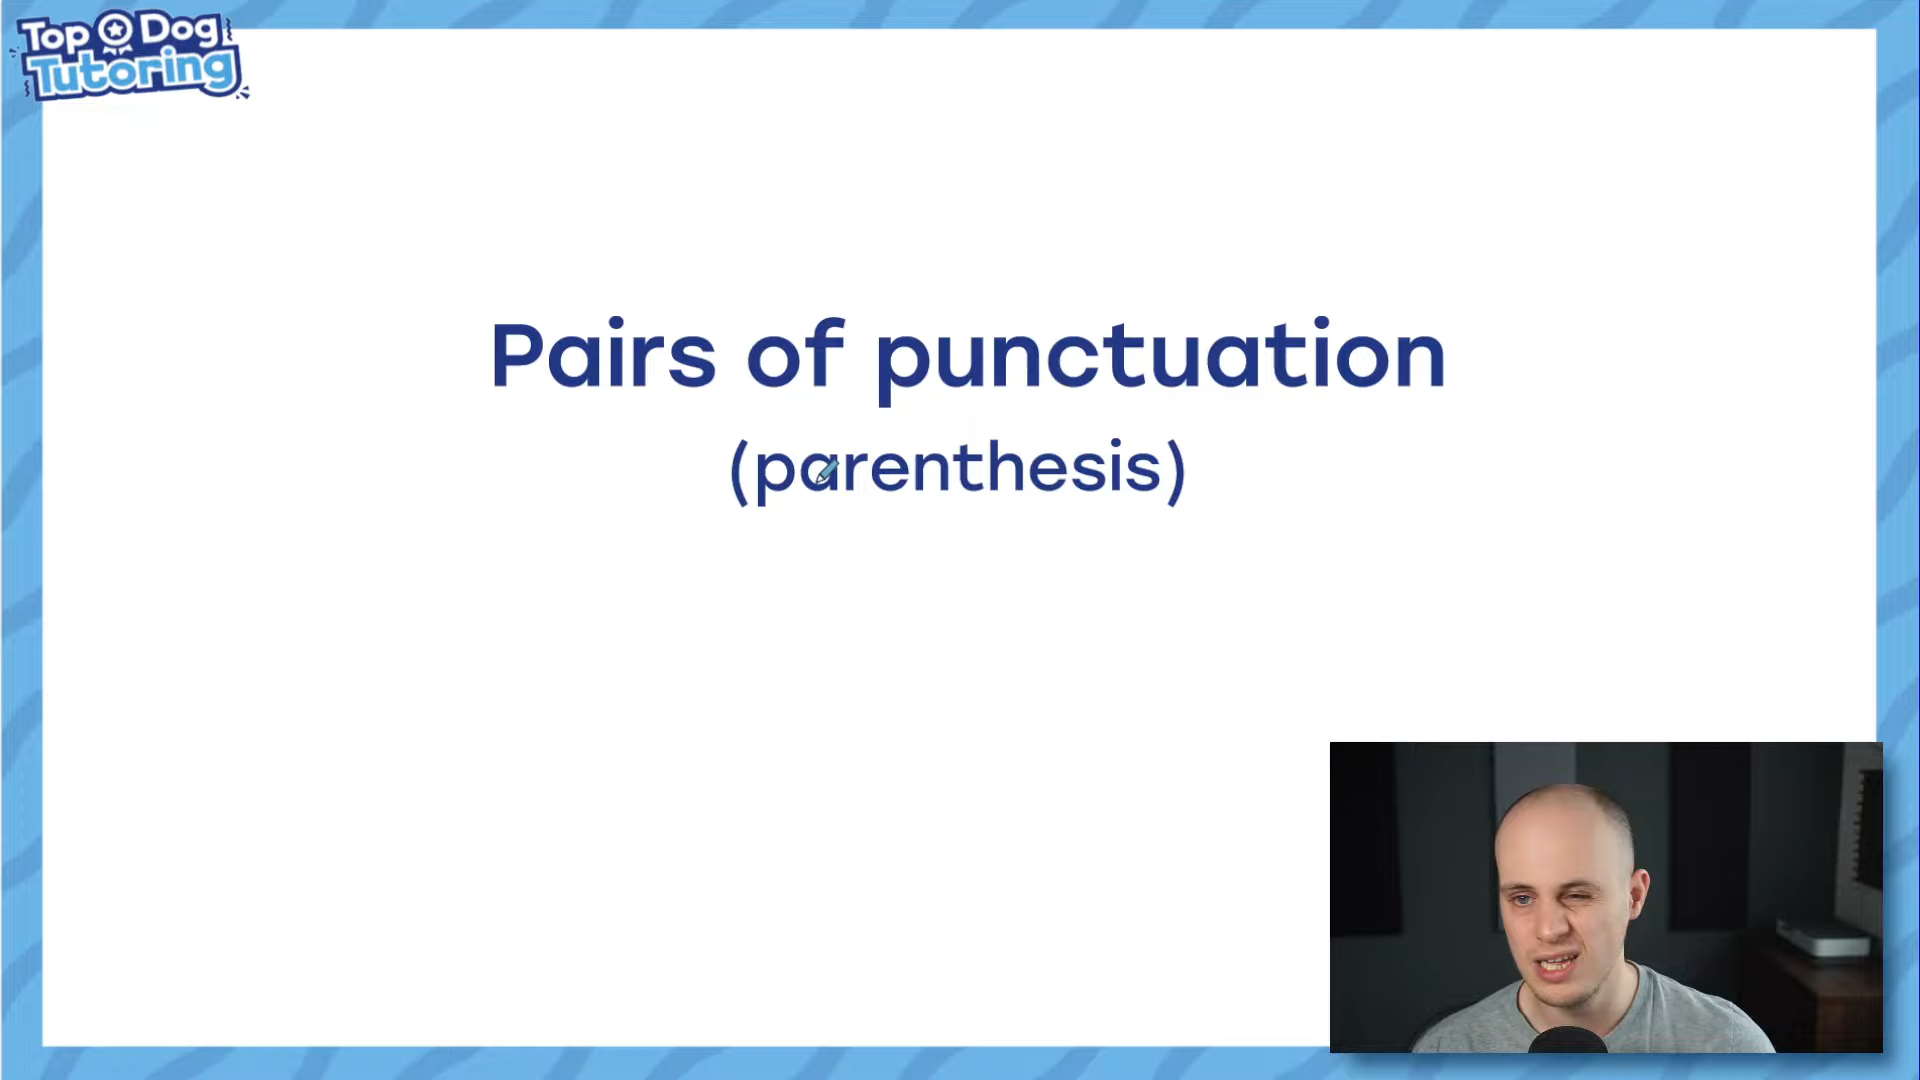 Top Dog
Tutoring
Pairs of punctuation
(parenthesis)